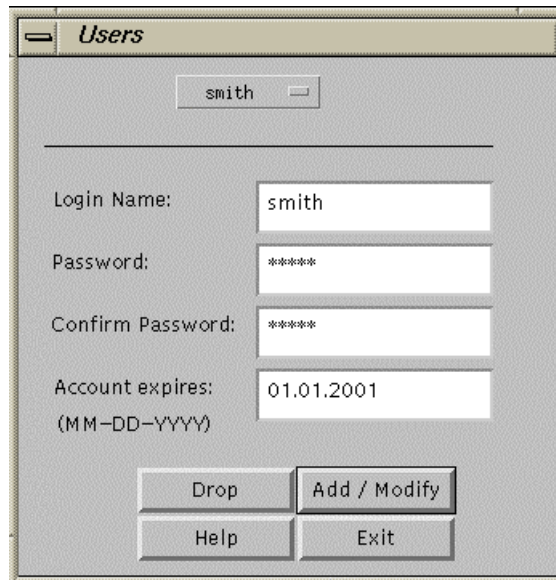 Users
smith
Login Name: smith
Password: *****
Confirm Password: *****
Account expires: 01.01.2001
(MM-DD-YYYY)
Drop Add / Modify
Help Exit